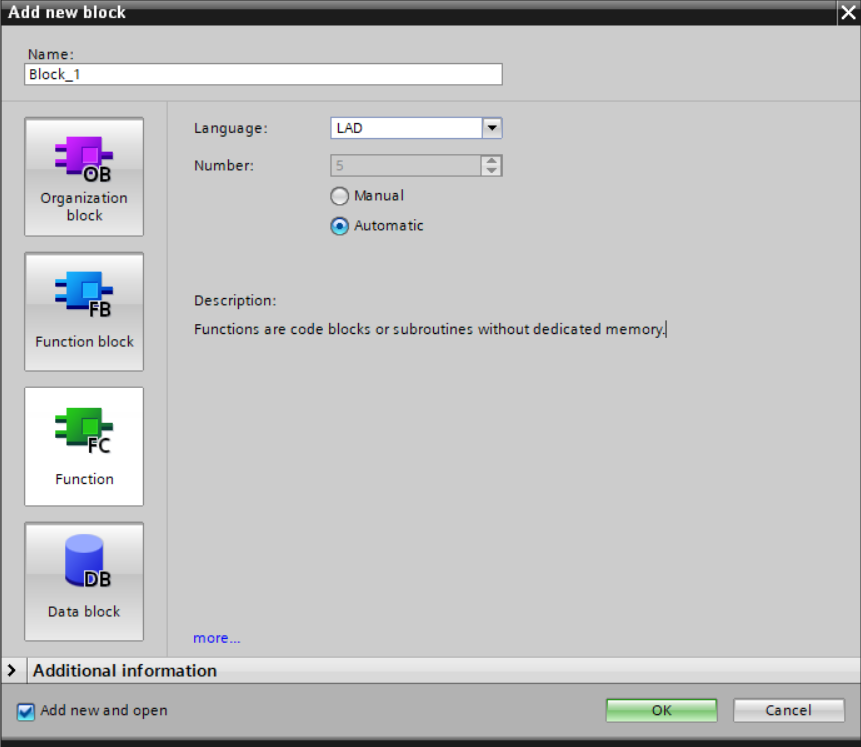 Add new block
Name:
Block_1
OB
Organization
block
FB
Function block
FC
Function
DB
Data block
Language:
LAD
Number:
5
Manual
Automatic
Description:
Functions are code blocks or subroutines without dedicated memory.
more...
Additional information
Add new and open
OK
Cancel